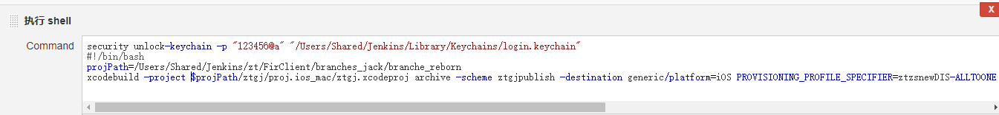 X
执行 shell
Command
security unlock-keychain -p "123456@a" "/Users/Shared/Jenkins/Library/Keychains/login.keychain"
#!/bin/bash
projPath=/Users/Shared/Jenkins/zt/FirClient/branches_jack/branche_reborn
xcodebuild -project $projPath/ztgj/proj.ios_mac/ztgj.xcodeproj archive -scheme ztgjpublish -destination generic/platform=iOS PROVISIONING_PROFILE_SPECIFIER=ztzsnewDIS-ALLTOONE